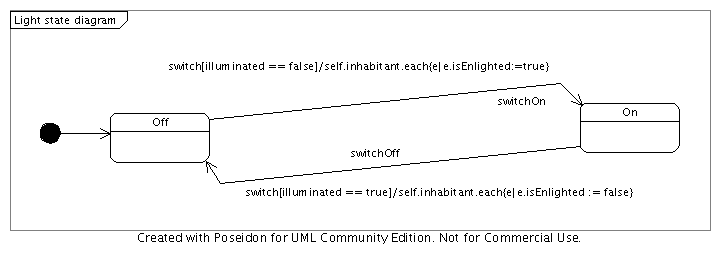 Light state diagram
switch[illuminated == false]/self.inhabitant.each{e|e.isEnlighted:=true}
switchOn
Off
On
switchOff
switch[illuminated == true]/self.inhabitant.each{e|e.isEnlighted := false}
Created with Poseidon for UML Community Edition. Not for Commercial Use.